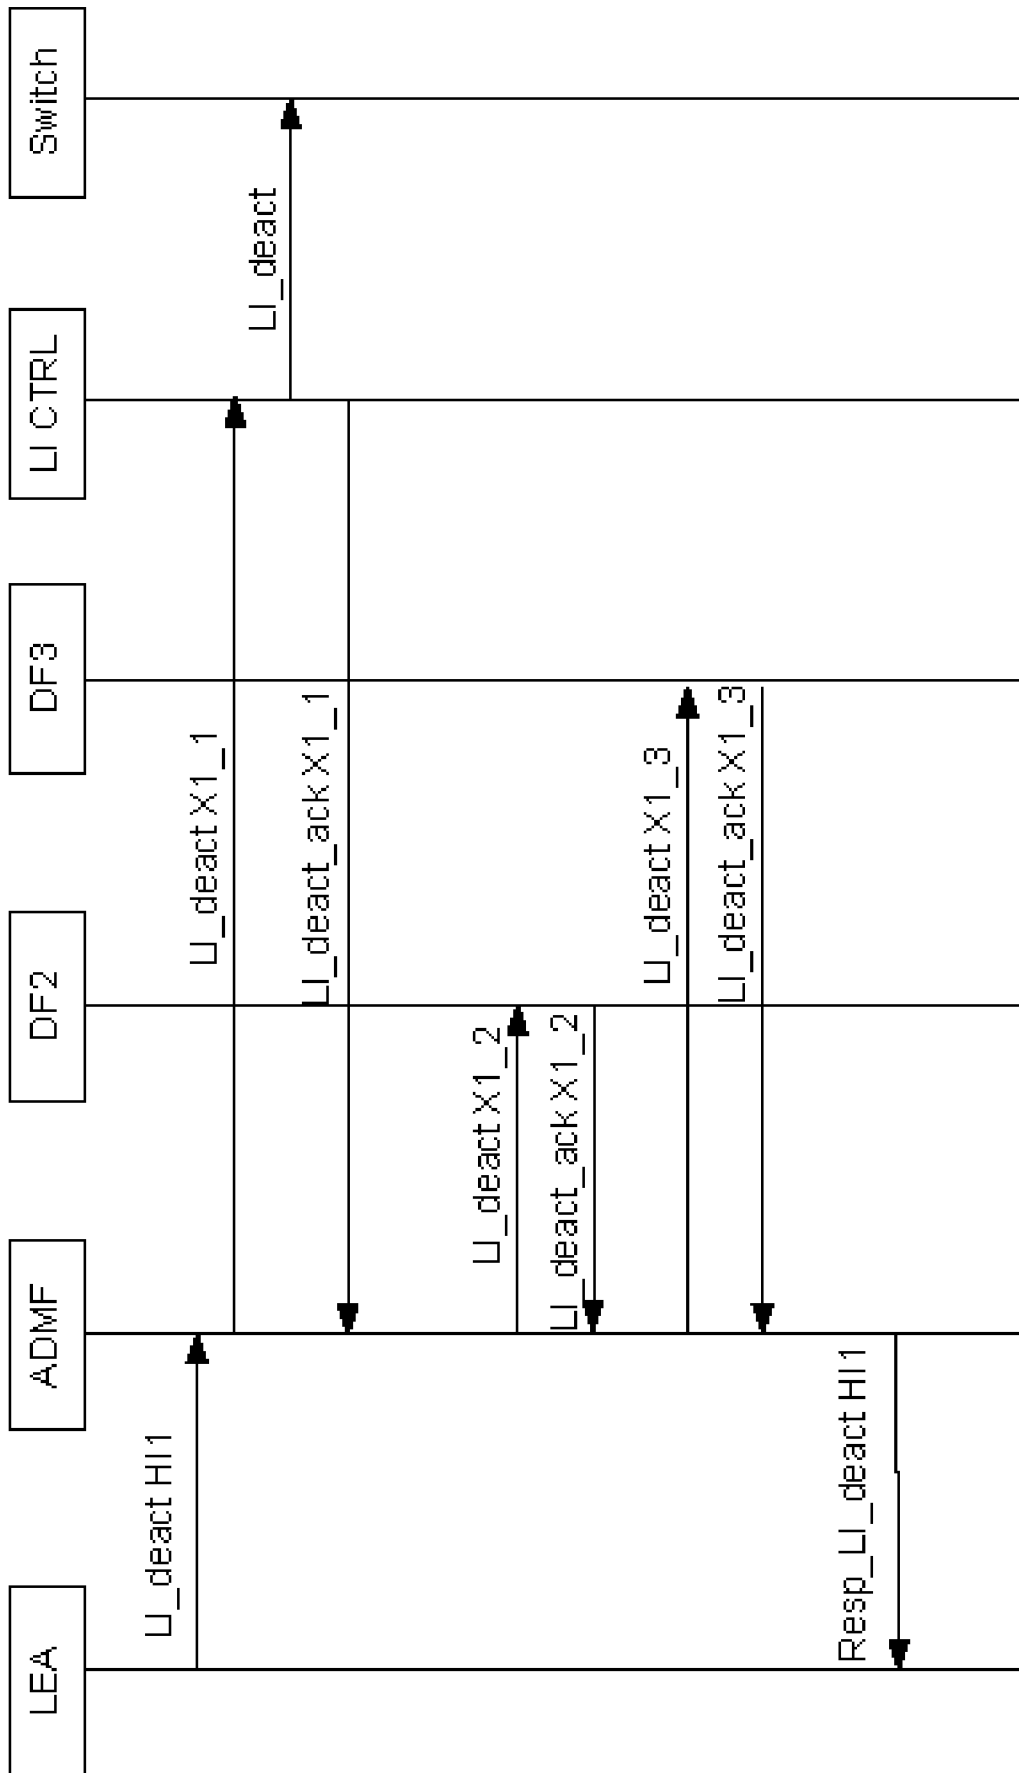 LEA
ADMF
DF2
DF3
LI CTRL
Switch
LI_deact HI1
LI_deact X1_1
LI_deact
LI_deact_ack X1_1
LI_deact X1_2
LI_deact_ack X1_2
LI_deact X1_3
LI_deact_ack X1_3
Resp_LI_deact HI1